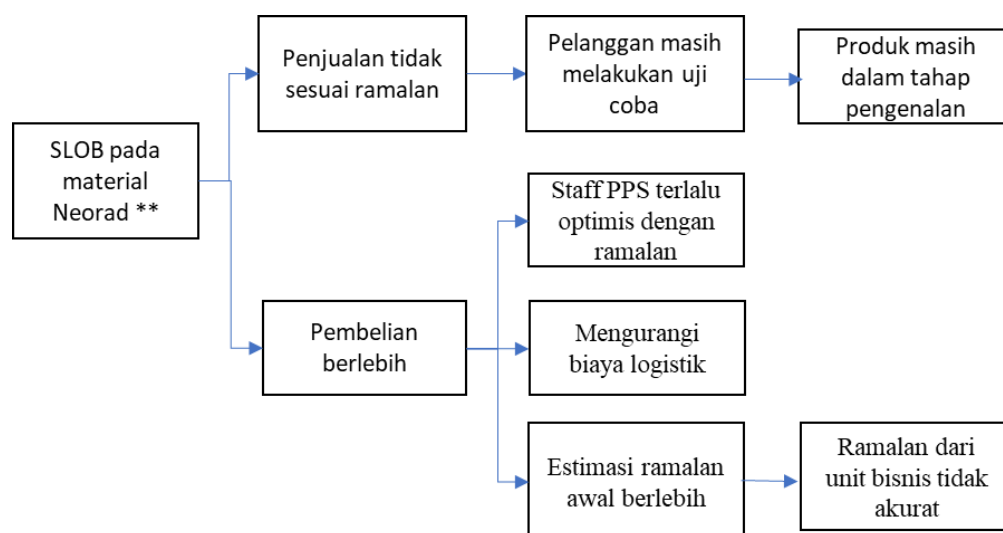 SLOB pada
material
Neorad **
Penjualan tidak
sesuai ramalan
Pelanggan masih
melakukan uji
coba
Produk masih
dalam tahap
pengenalan
Pembelian
berlebih
Staff PPS terlalu
optimis dengan
ramalan
Mengurangi
biaya logistik
Estimasi ramalan
awal berlebih
Ramalan dari
unit bisnis tidak
akurat